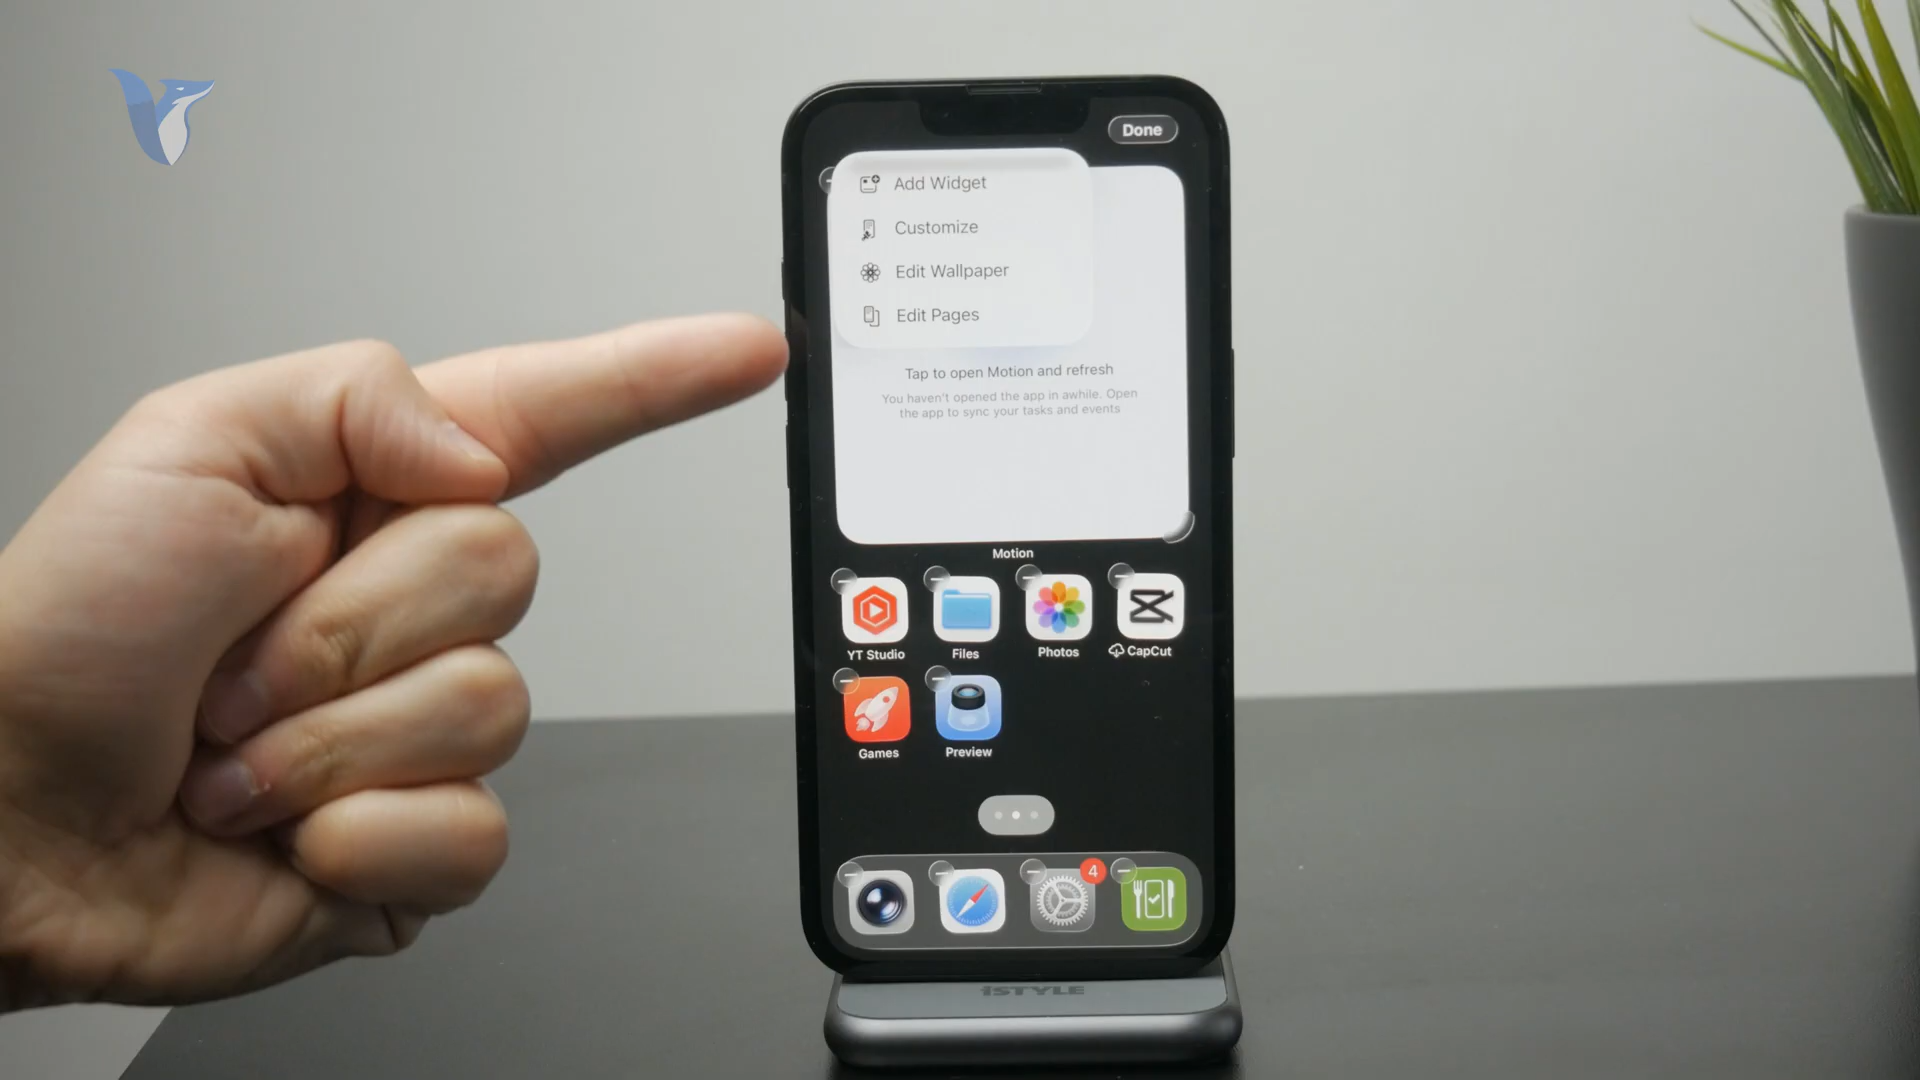 Done
Add Widget
Customize
Edit Wallpaper
Edit Pages
Tap to open Motion and refresh
You haven't opened the app in awhile. Open
the app to sync your tasks and events
Motion
YT Studio
Files
Photos
CapCut
Games
Preview
4
iSTYLE